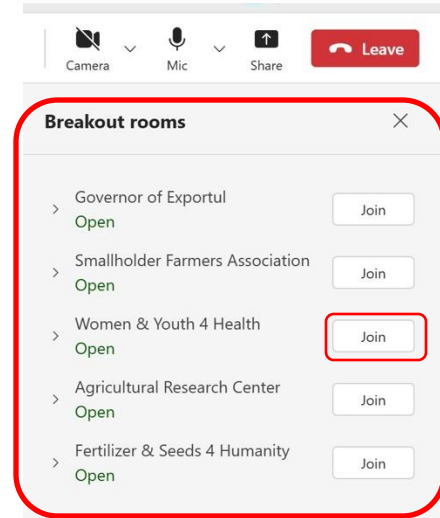 Camera
Mic
Share
Leave
Breakout rooms
Governor of Exportul
Open
Join
Smallholder Farmers Association
Open
Join
Women & Youth 4 Health
Open
Join
Agricultural Research Center
Open
Join
Fertilizer & Seeds 4 Humanity
Open
Join